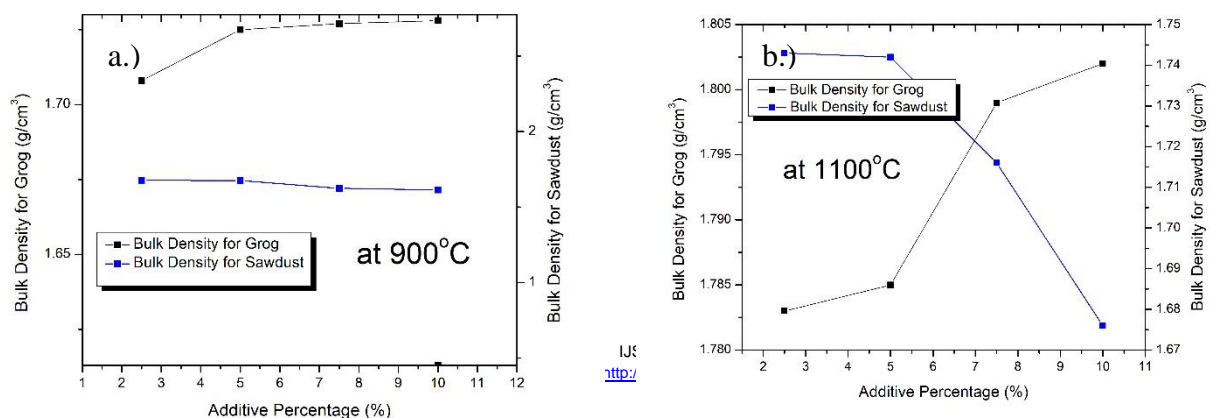 a.)
Bulk Density for Grog (g/cm³)
1.70
1.65
Bulk Density for Grog
Bulk Density for Sawdust
at 900°C
2
1
Bulk Density for Sawdust (g/cm³)
1 2 3 4 5 6 7 8 9 10 11 12
Additive Percentage (%)
IJS
http:/
b.)
Bulk Density for Grog (g/cm³)
1.805
1.800
1.795
1.790
1.785
1.780
Bulk Density for Grog
Bulk Density for Sawdust
at 1100°C
1.75
1.74
1.73
1.72
1.71
1.70
1.69
1.68
1.67
Bulk Density for Sawdust (g/cm³)
2 3 4 5 6 7 8 9 10 11
Additive Percentage (%)